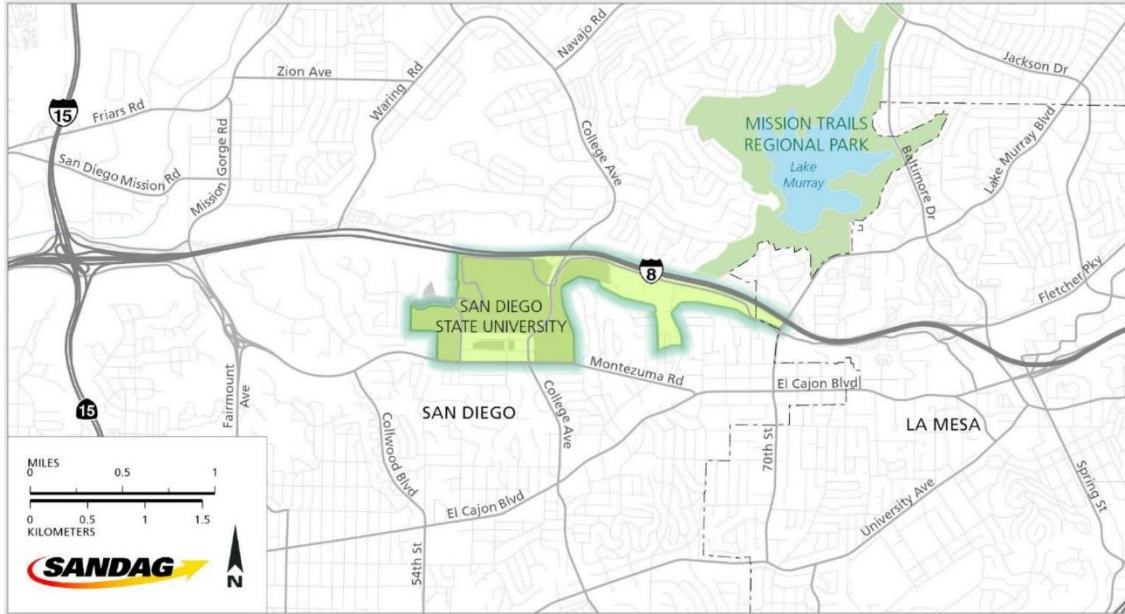 Navajo Rd
Zion Ave
Waring Rd
Jackson Dr
15
Friars Rd
College Ave
Lake Murray Blvd
MISSION TRAILS
REGIONAL PARK
Lake
Murray
San Diego Mission Rd
Mission Gorge Rd
Baltimore Dr
8
Fletcher Pky
SAN DIEGO
STATE UNIVERSITY
Montezuma Rd
El Cajon Blvd
Fairmount
Ave
15
SAN DIEGO
College Ave
LA MESA
Collwood Blvd
70th St
Spring St
University Ave
El Cajon Blvd
54th St
MILES
0 0.5 1
0 0.5 1 1.5
KILOMETERS
SANDAG
N